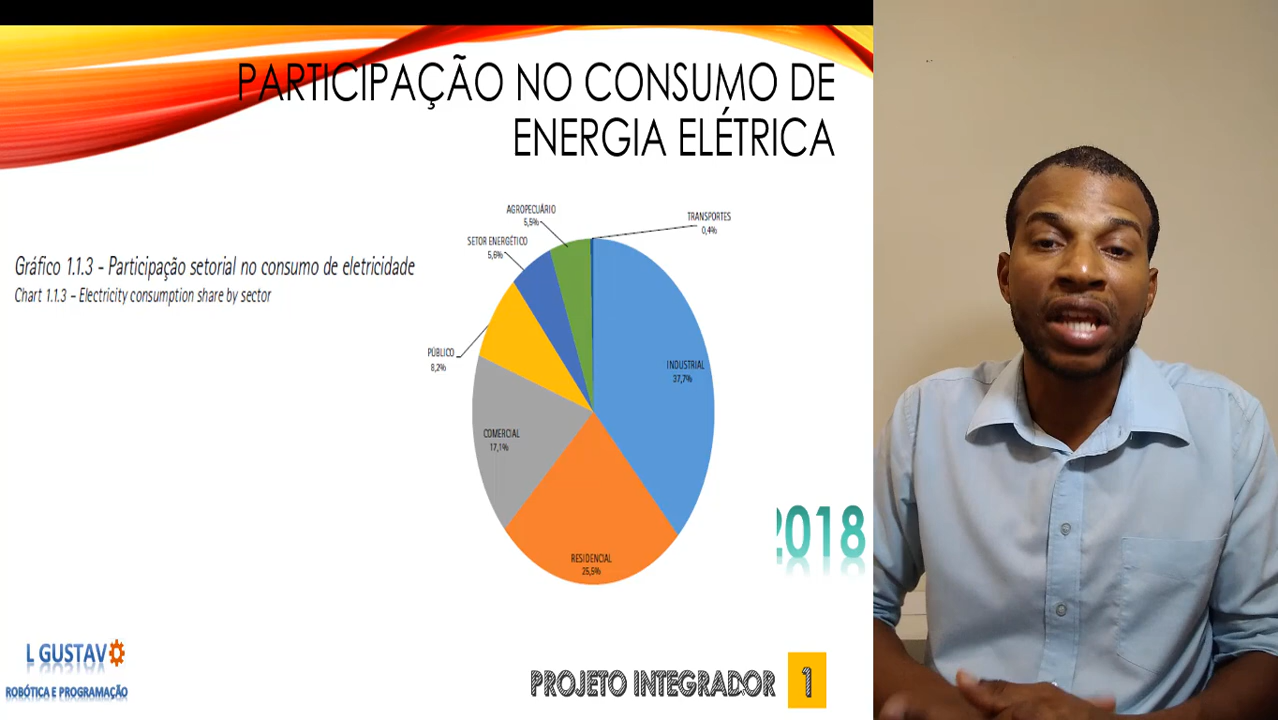 PARTICIPAÇÃO NO CONSUMO DE
ENERGIA ELÉTRICA
Gráfico 1.1.3 - Participação setorial no consumo de eletricidade
Chart 1.1.3 – Electricity consumption share by sector
AGROPECUÁRIO
5,5%
TRANSPORTES
0,4%
SETOR ENERGÉTICO
5,6%
PÚBLICO
8,2%
INDUSTRIAL
37,7%
COMERCIAL
17,1%
RESIDENCIAL
25,5%
2018
L GUSTAVO
ROBÓTICA E PROGRAMAÇÃO
PROJETO INTEGRADOR 1